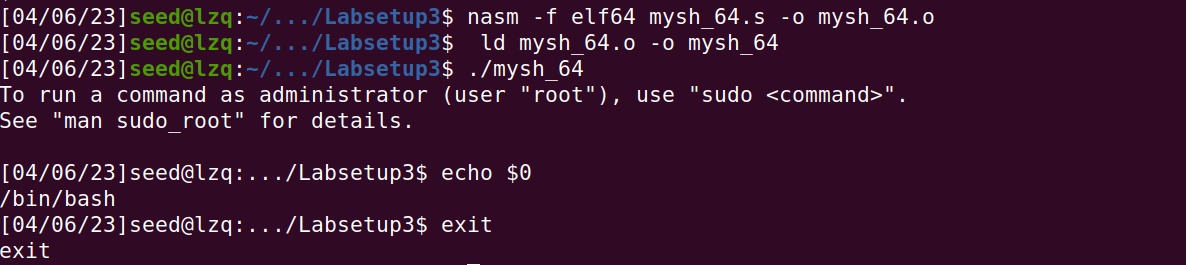 [04/06/23]seed@lzq:~/.../Labsetup3$ nasm -f elf64 mysh_64.s -o mysh_64.o
[04/06/23]seed@lzq:~/.../Labsetup3$  ld mysh_64.o -o mysh_64
[04/06/23]seed@lzq:~/.../Labsetup3$ ./mysh_64
To run a command as administrator (user "root"), use "sudo <command>".
See "man sudo_root" for details.
[04/06/23]seed@lzq:.../Labsetup3$ echo $0
/bin/bash
[04/06/23]seed@lzq:.../Labsetup3$ exit
exit